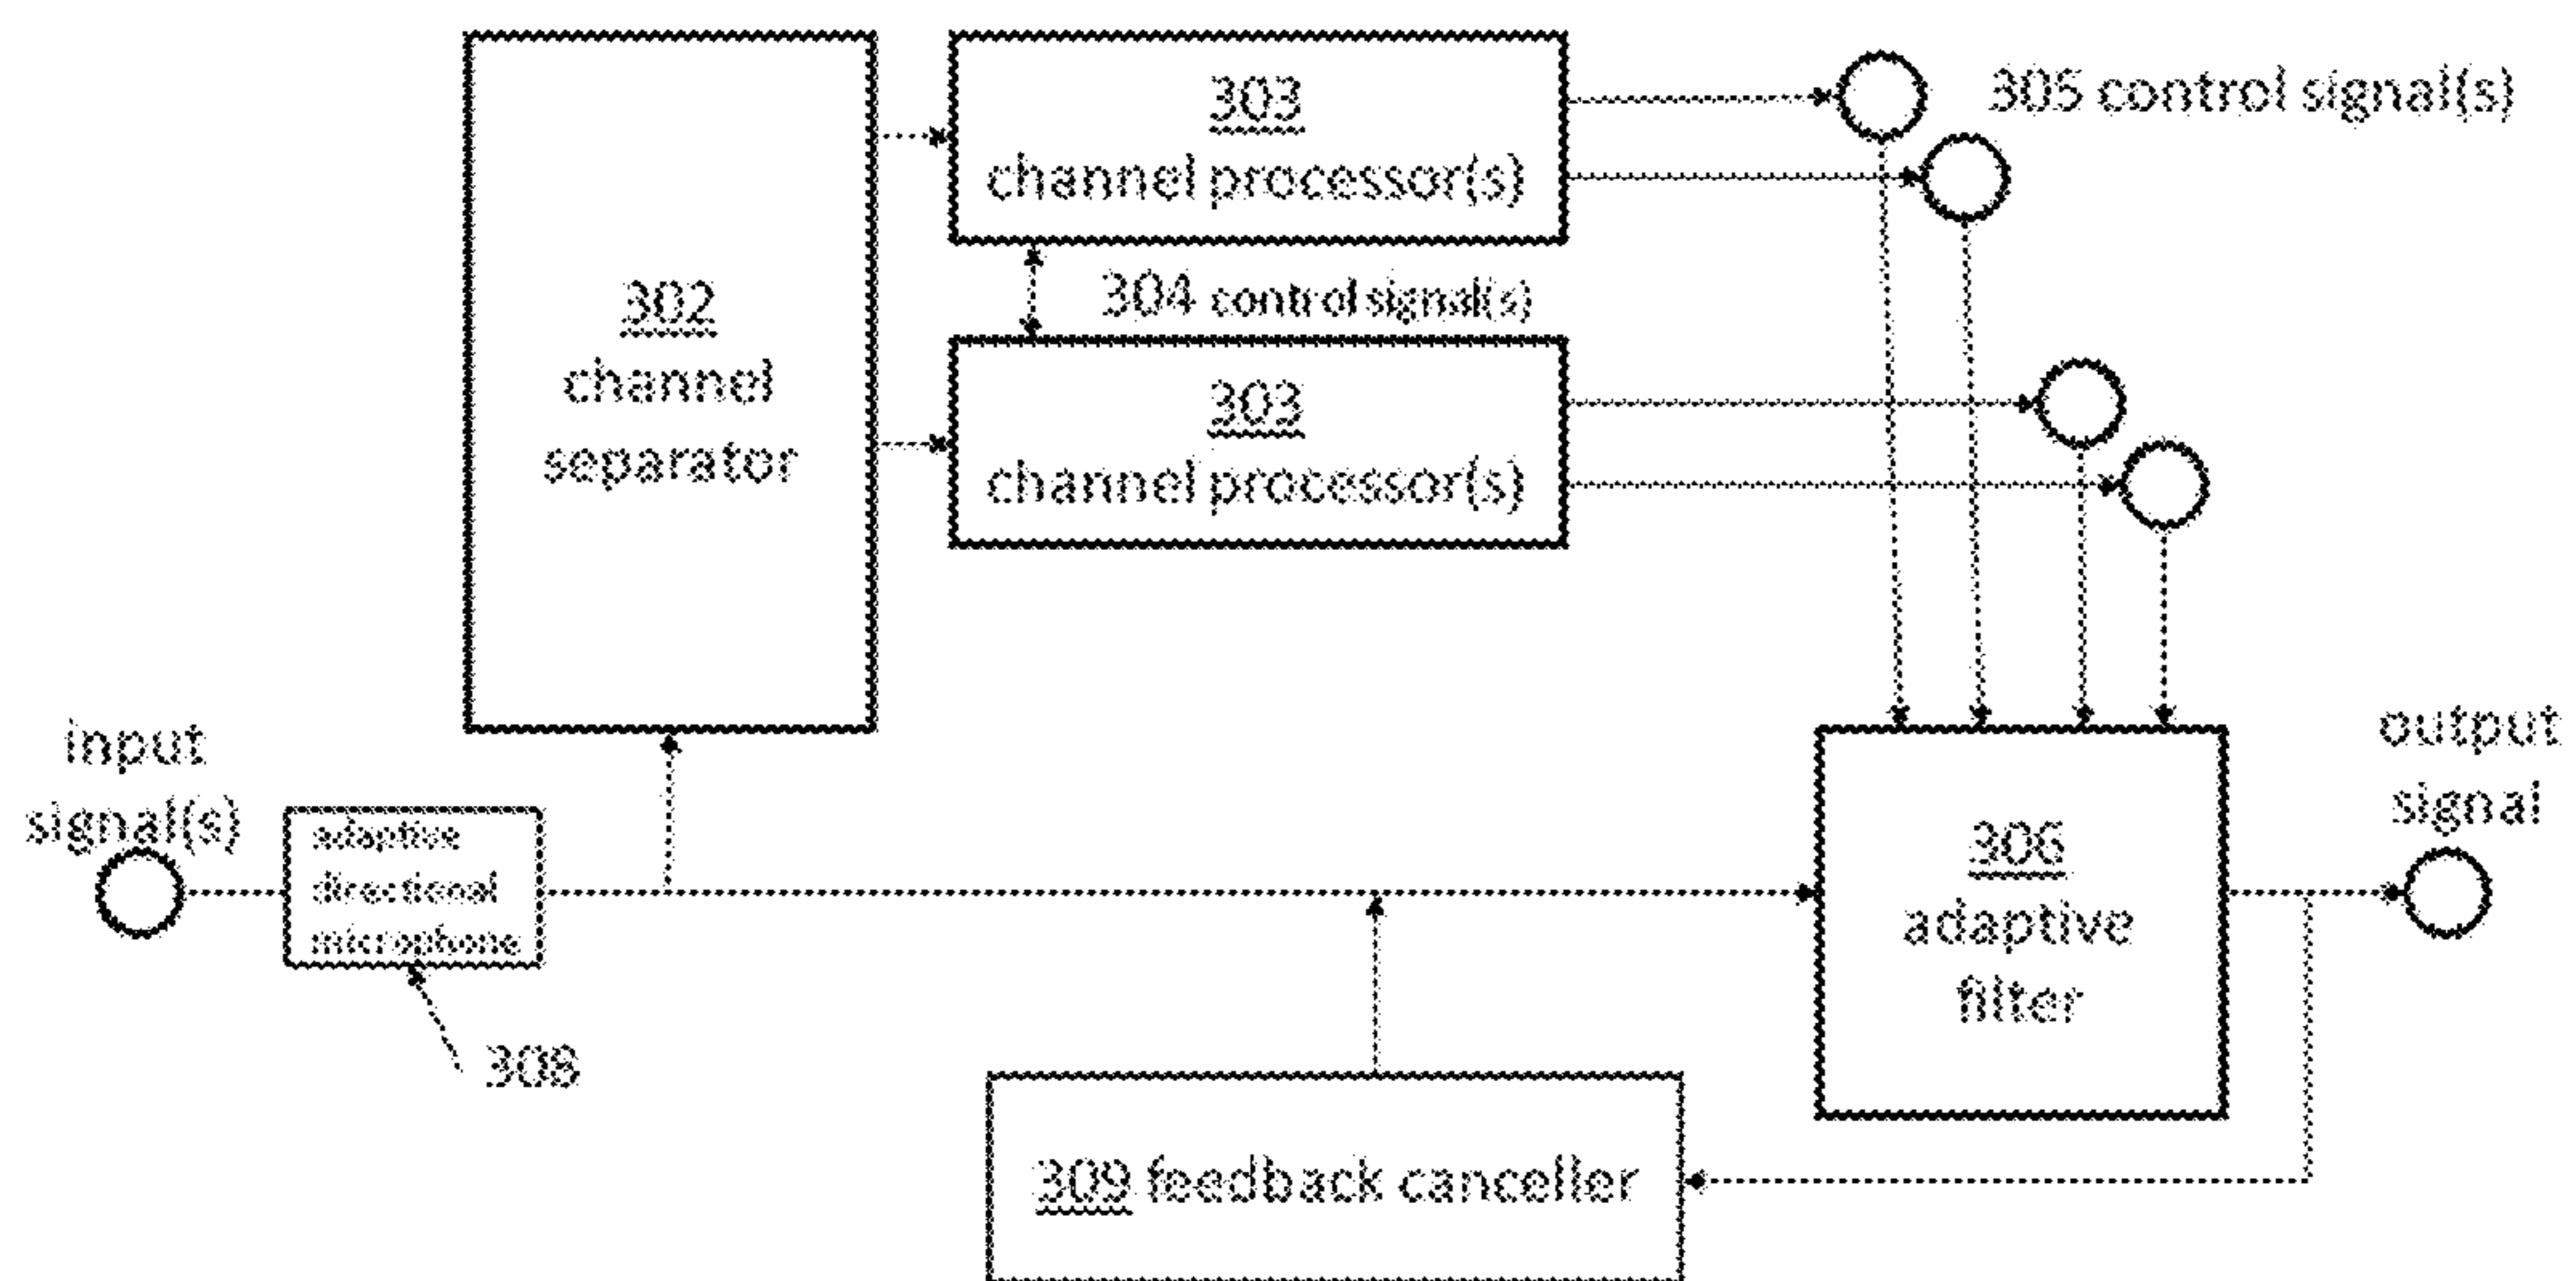 303
channel processor(s)
305 control signal(s)
302
channel
separator
304 control signal(s)
303
channel processor(s)
input
signal(s)
adaptive
directional
microphone
308
306
adaptive
filter
output
signal
309 feedback canceller